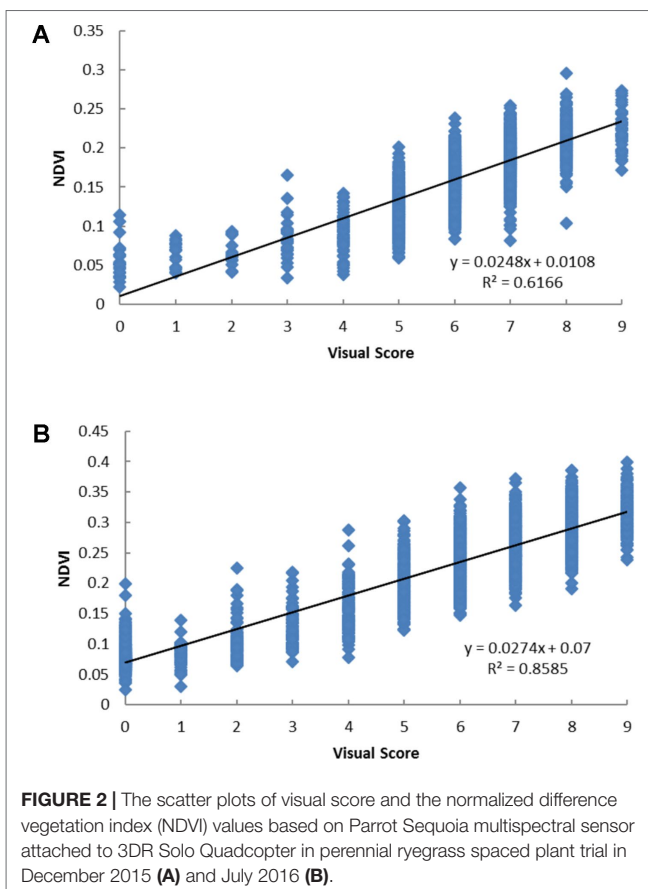 A
0.35
0.3
0.25
0.2
0.15
0.1
0.05
0
NDVI
y = 0.0248x + 0.0108
R² = 0.6166
0 1 2 3 4 5 6 7 8 9
Visual Score
B
0.45
0.4
0.35
0.3
0.25
0.2
0.15
0.1
0.05
0
NDVI
y = 0.0274x + 0.07
R² = 0.8585
0 1 2 3 4 5 6 7 8 9
Visual Score
FIGURE 2 | The scatter plots of visual score and the normalized difference
vegetation index (NDVI) values based on Parrot Sequoia multispectral sensor
attached to 3DR Solo Quadcopter in perennial ryegrass spaced plant trial in
December 2015 (A) and July 2016 (B).